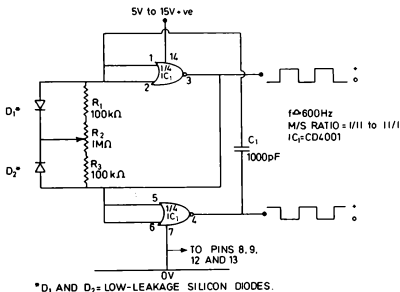 5V to 15V+ve
1
14
1/4
IC₁
2
3
D₁*
R₁
100kΩ
R₂
1MΩ
D₂*
R₃
100kΩ
C₁
1000pF
+
o
f≏600Hz
M/S RATIO = 1/11 to 11/1
IC₁=CD4001
5
1/4
IC₁
6
7
4
+
o
TO PINS 8,9,
12 AND 13
0V
*D₁ AND D₂= LOW-LEAKAGE SILICON DIODES.